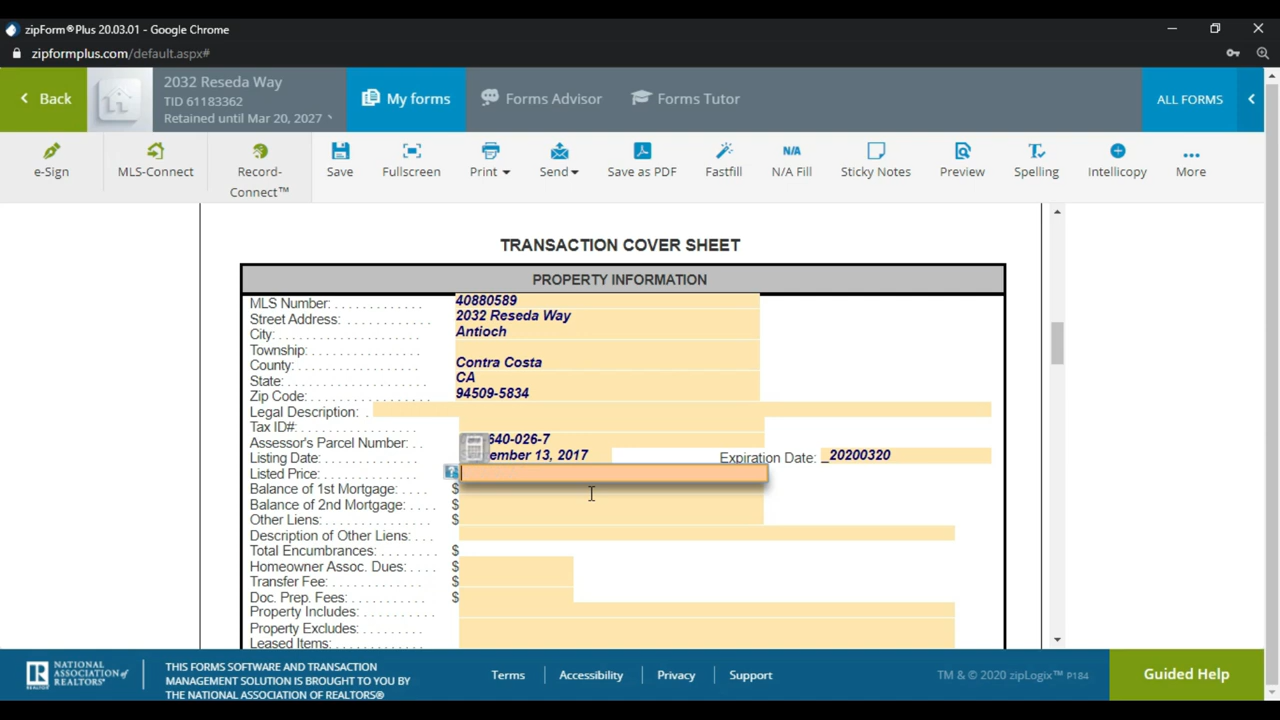 zipForm®Plus 20.03.01 - Google Chrome
zipformplus.com/default.aspx#
Back
2032 Reseda Way
TID 61183362
Retained until Mar 20, 2027
My forms
Forms Advisor
Forms Tutor
ALL FORMS
e-Sign
MLS-Connect
Record-Connect™
Save
Fullscreen
Print
Send
Save as PDF
Fastfill
N/A
N/A Fill
Sticky Notes
Preview
Spelling
Intellicopy
More
TRANSACTION COVER SHEET
PROPERTY INFORMATION
MLS Number: . . . . . . . . . . . . . 40880589
Street Address: . . . . . . . . . . . . 2032 Reseda Way
City: . . . . . . . . . . . . . . . . . . . . . Antioch
Township: . . . . . . . . . . . . . . . .
County: . . . . . . . . . . . . . . . . . . Contra Costa
State: . . . . . . . . . . . . . . . . . . . . CA
Zip Code: . . . . . . . . . . . . . . . . . 94509-5834
Legal Description: . .
Tax ID#: . . . . . . . . . . . . . . . . . .
Assessor's Parcel Number: . . 640-026-7
Listing Date: . . . . . . . . . . . . . . ember 13, 2017 Expiration Date: _20200320
Listed Price: . . . . . . . . . . . . . .
Balance of 1st Mortgage: . . . . $
Balance of 2nd Mortgage: . . . . $
Other Liens: . . . . . . . . . . . . . . . $
Description of Other Liens: . . .
Total Encumbrances: . . . . . . . . $
Homeowner Assoc. Dues: . . . . $
Transfer Fee: . . . . . . . . . . . . . . $
Doc. Prep. Fees: . . . . . . . . . . . $
Property Includes: . . . . . . . . . .
Property Excludes: . . . . . . . . .
Leased Items: . . . . . . . . . . . . .
NATIONAL ASSOCIATION of REALTORS®
REALTOR®
THIS FORMS SOFTWARE AND TRANSACTION
MANAGEMENT SOLUTION IS BROUGHT TO YOU BY
THE NATIONAL ASSOCIATION OF REALTORS®
Terms
Accessibility
Privacy
Support
TM & © 2020 zipLogix™ P184
Guided Help